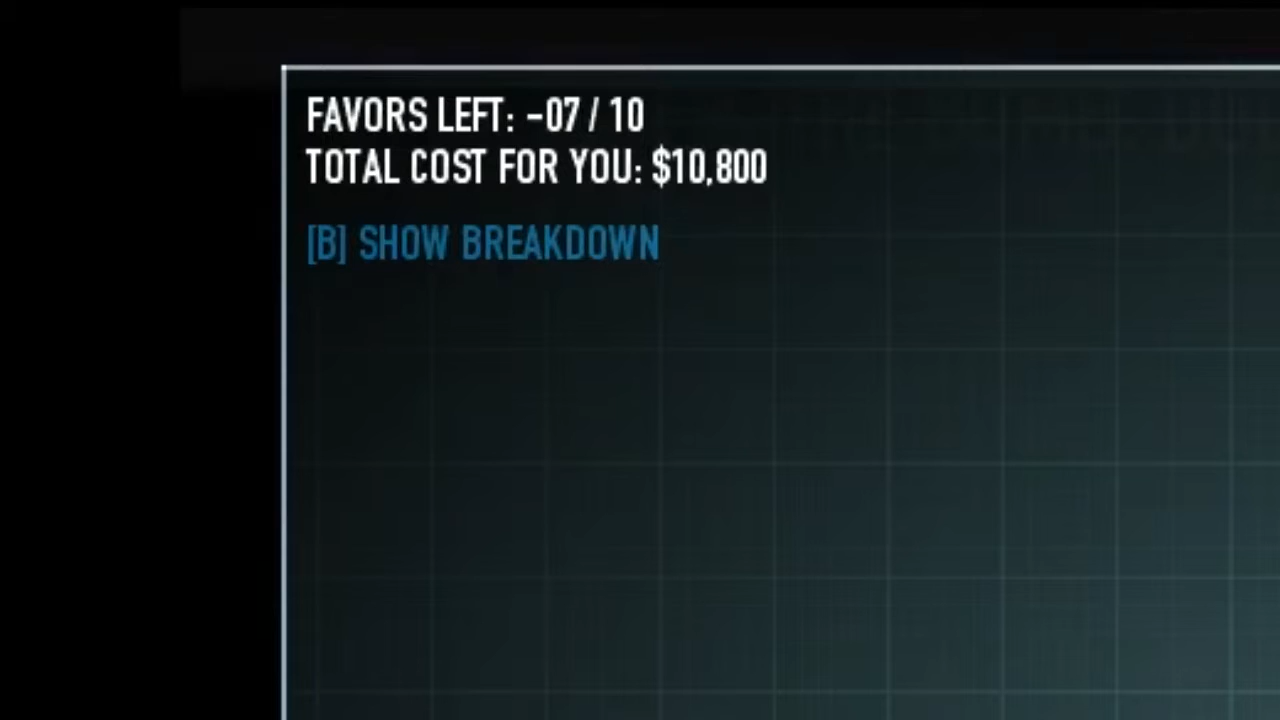 FAVORS LEFT: -07 / 10
TOTAL COST FOR YOU: $10,800
[B] SHOW BREAKDOWN